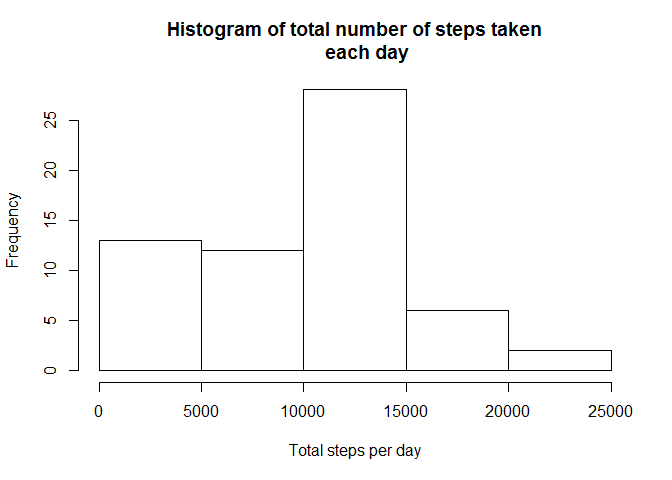 Histogram of total number of steps taken
each day
Frequency
25
20
15
10
5
0
0 5000 10000 15000 20000 25000
Total steps per day